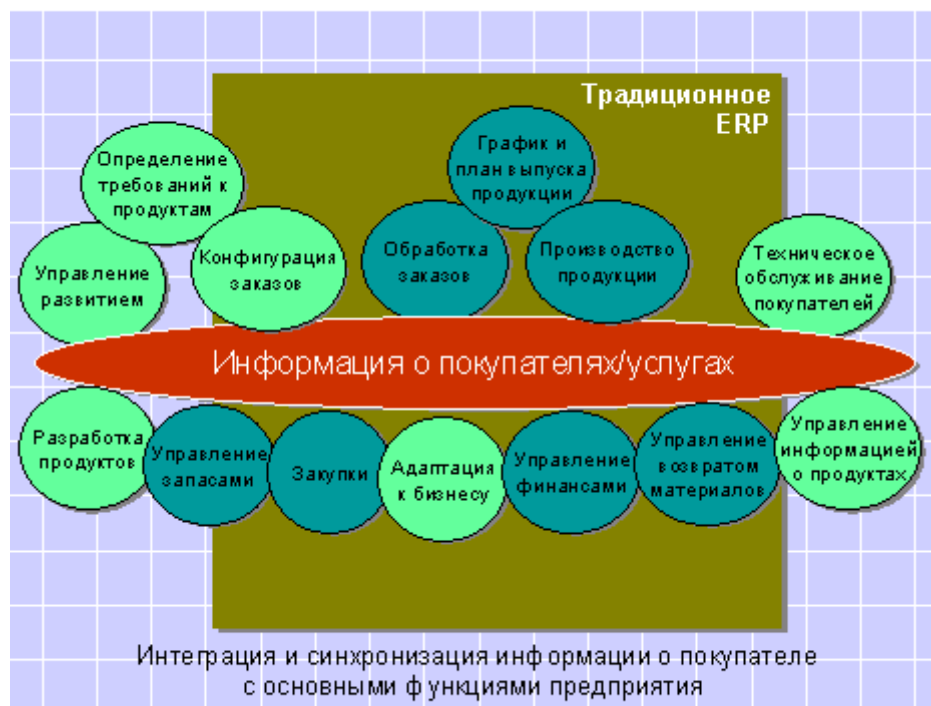 Традиционное
ERP
Определение
требований к
продуктам
График и
план выпуска
продукции
Управление
развитием
Конфигурация
заказов
Обработка
заказов
Производство
продукции
Техническое
обслуживание
покупателей
Информация о покупателях/услугах
Разработка
продуктов
Управление
запасами
Закупки
Адаптация
к бизнесу
Управление
финансами
Управление
возвратом
материалов
Управление
информацией
о продуктах
Интеграция и синхронизация информации о покупателе
с основными функциями предприятия